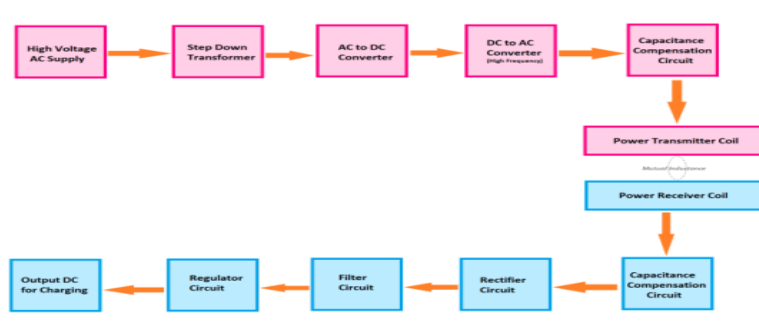 High Voltage
AC Supply
Step Down
Transformer
AC to DC
Converter
DC to AC
Converter
(High Frequency)
Capacitance
Compensation
Circuit
Power Transmitter Coil
Mutual Inductance
Power Receiver Coil
Capacitance
Compensation
Circuit
Rectifier
Circuit
Filter
Circuit
Regulator
Circuit
Output DC
for Charging